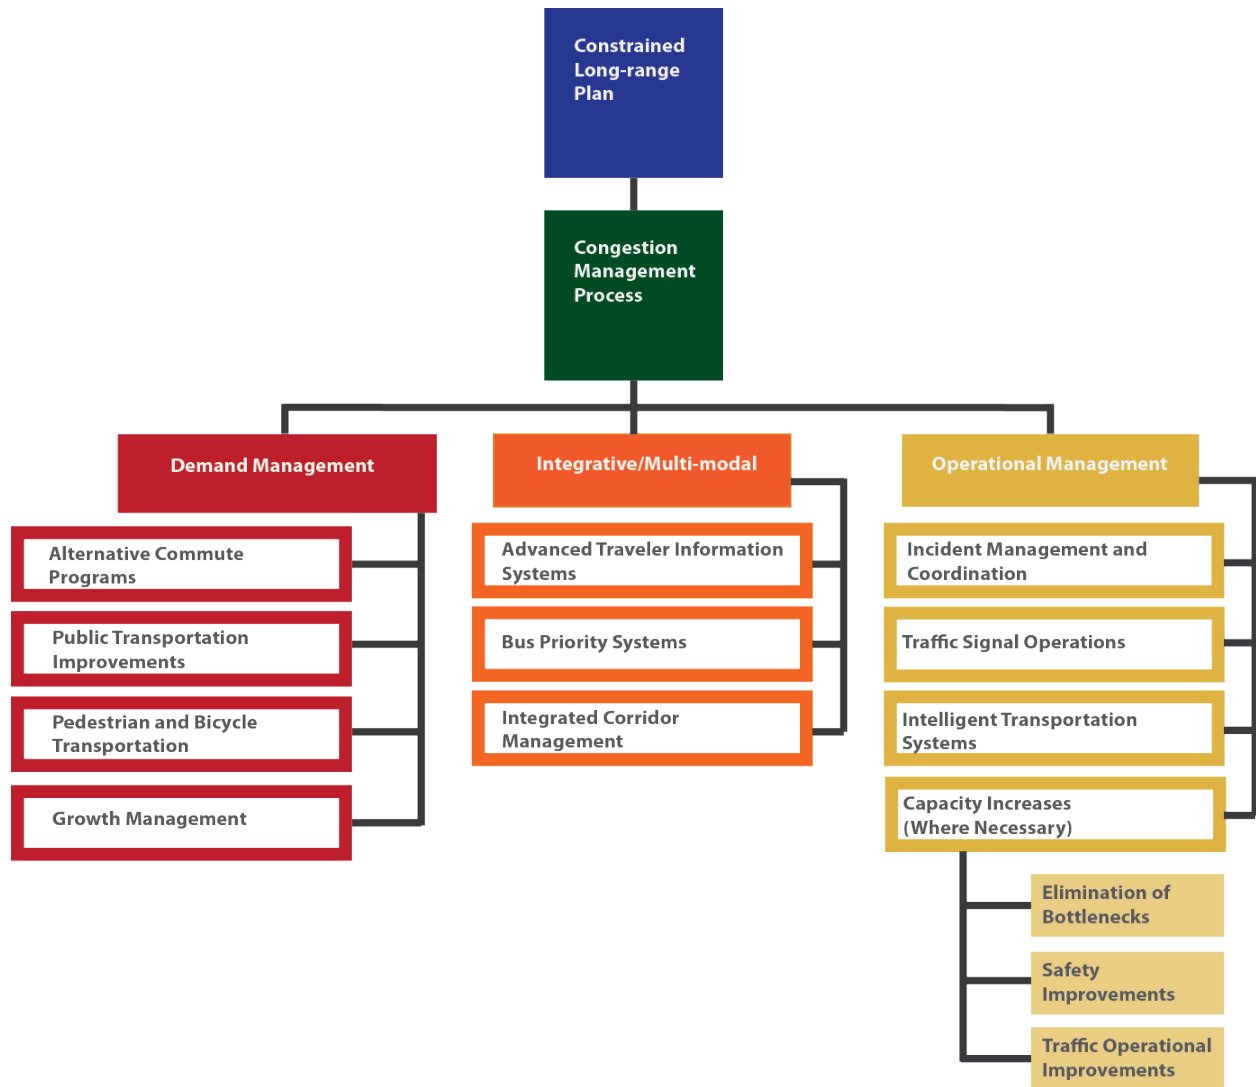 Constrained
Long-range
Plan
Congestion
Management
Process
Demand Management
Alternative Commute
Programs
Public Transportation
Improvements
Pedestrian and Bicycle
Transportation
Growth Management
Integrative/Multi-modal
Advanced Traveler Information
Systems
Bus Priority Systems
Integrated Corridor
Management
Operational Management
Incident Management and
Coordination
Traffic Signal Operations
Intelligent Transportation
Systems
Capacity Increases
(Where Necessary)
Elimination of
Bottlenecks
Safety
Improvements
Traffic Operational
Improvements